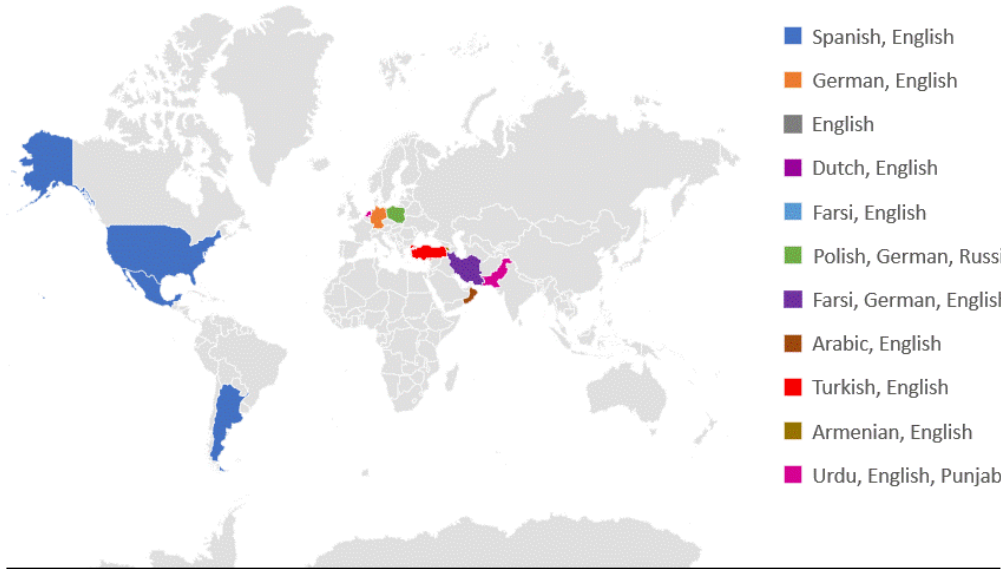 Spanish, English
German, English
English
Dutch, English
Farsi, English
Polish, German, Russi
Farsi, German, English
Arabic, English
Turkish, English
Armenian, English
Urdu, English, Punjab